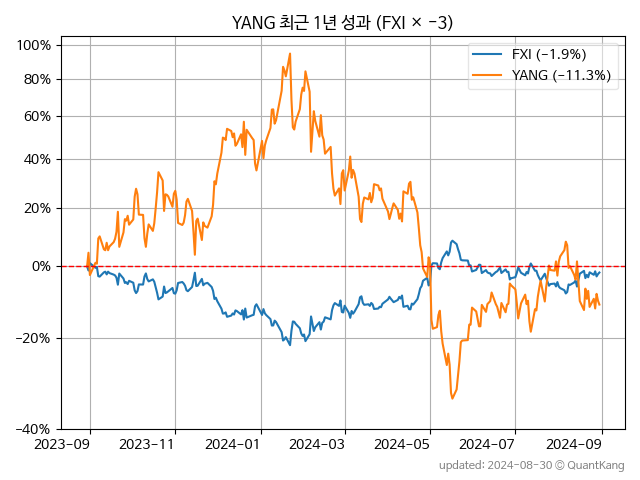 YANG 최근 1년 성과 (FXI × −3)
FXI (−1.9%)
YANG (−11.3%)
100%
80%
60%
40%
20%
0%
−20%
−40%
2023-09 2023-11 2024-01 2024-03 2024-05 2024-07 2024-09
updated: 2024-08-30 © QuantKang